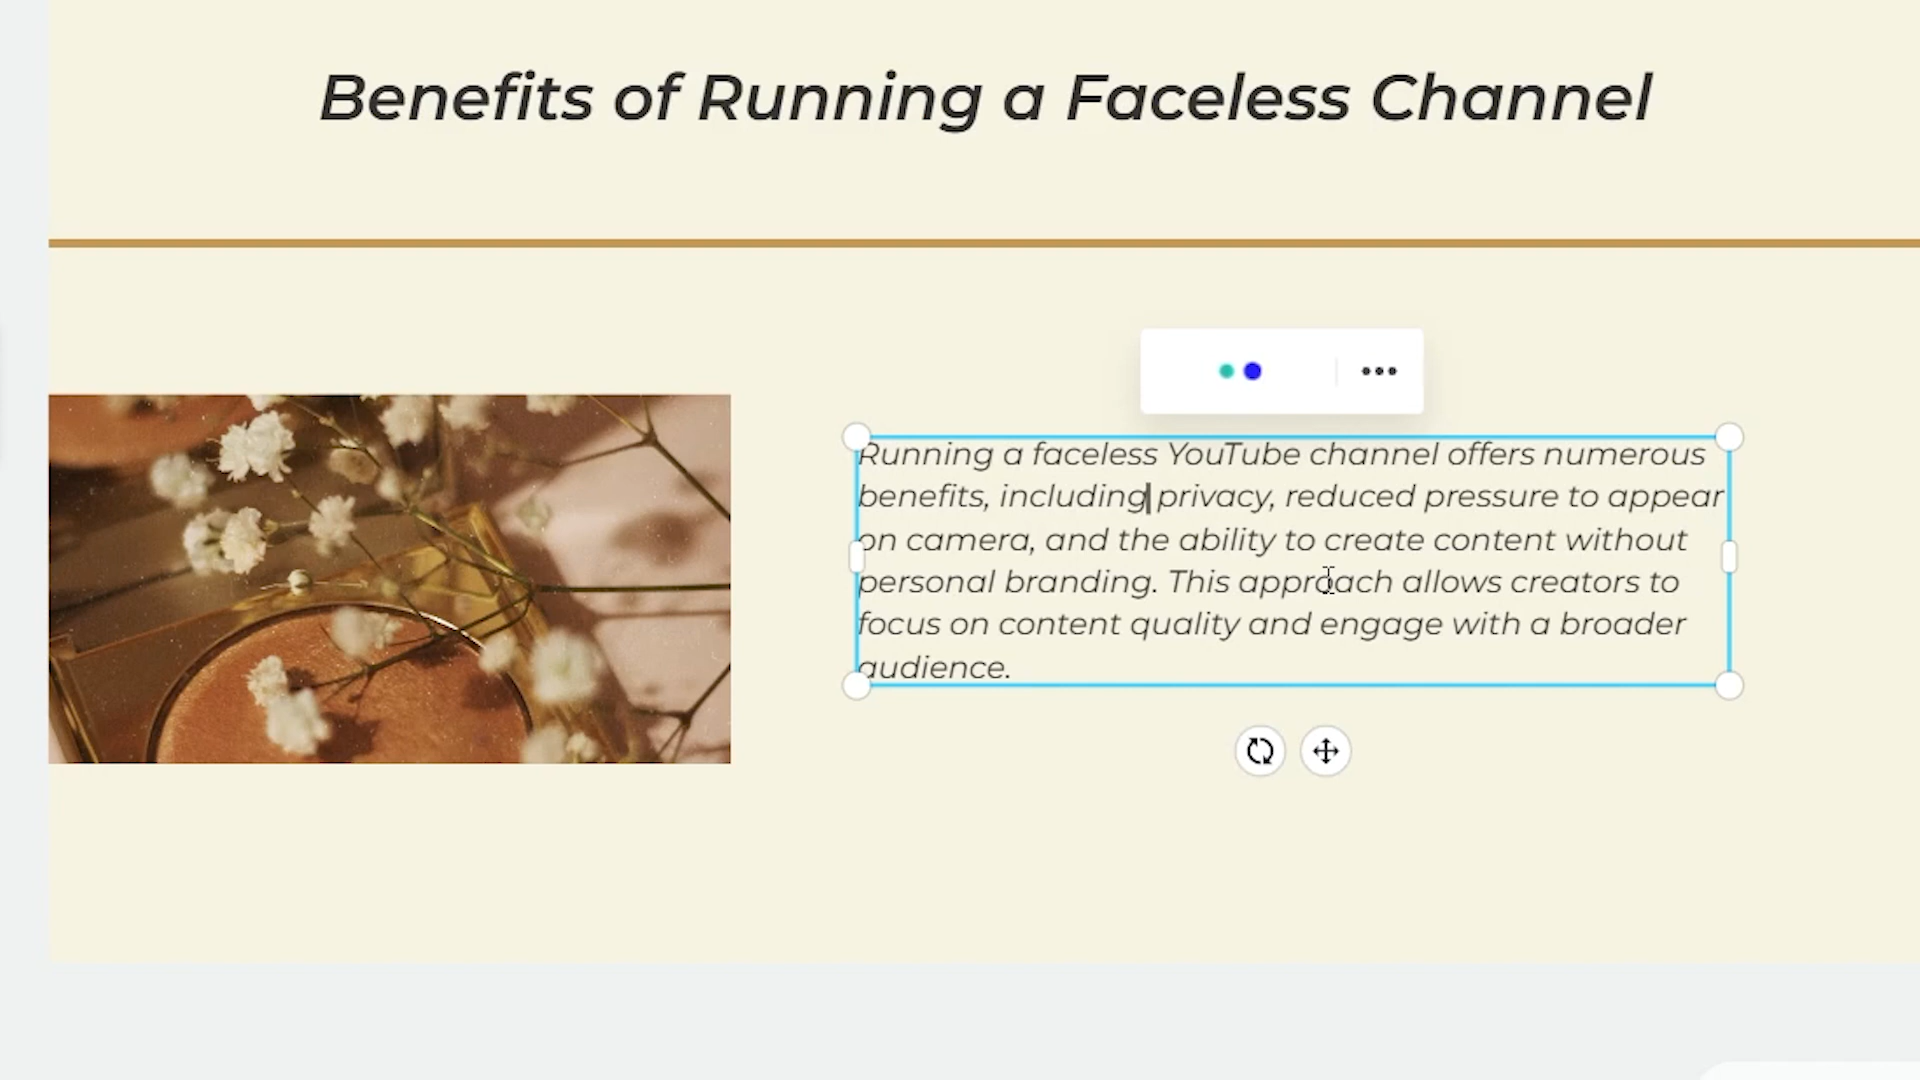 Benefits of Running a Faceless Channel
Running a faceless YouTube channel offers numerous
benefits, including privacy, reduced pressure to appear
on camera, and the ability to create content without
personal branding. This approach allows creators to
focus on content quality and engage with a broader
audience.